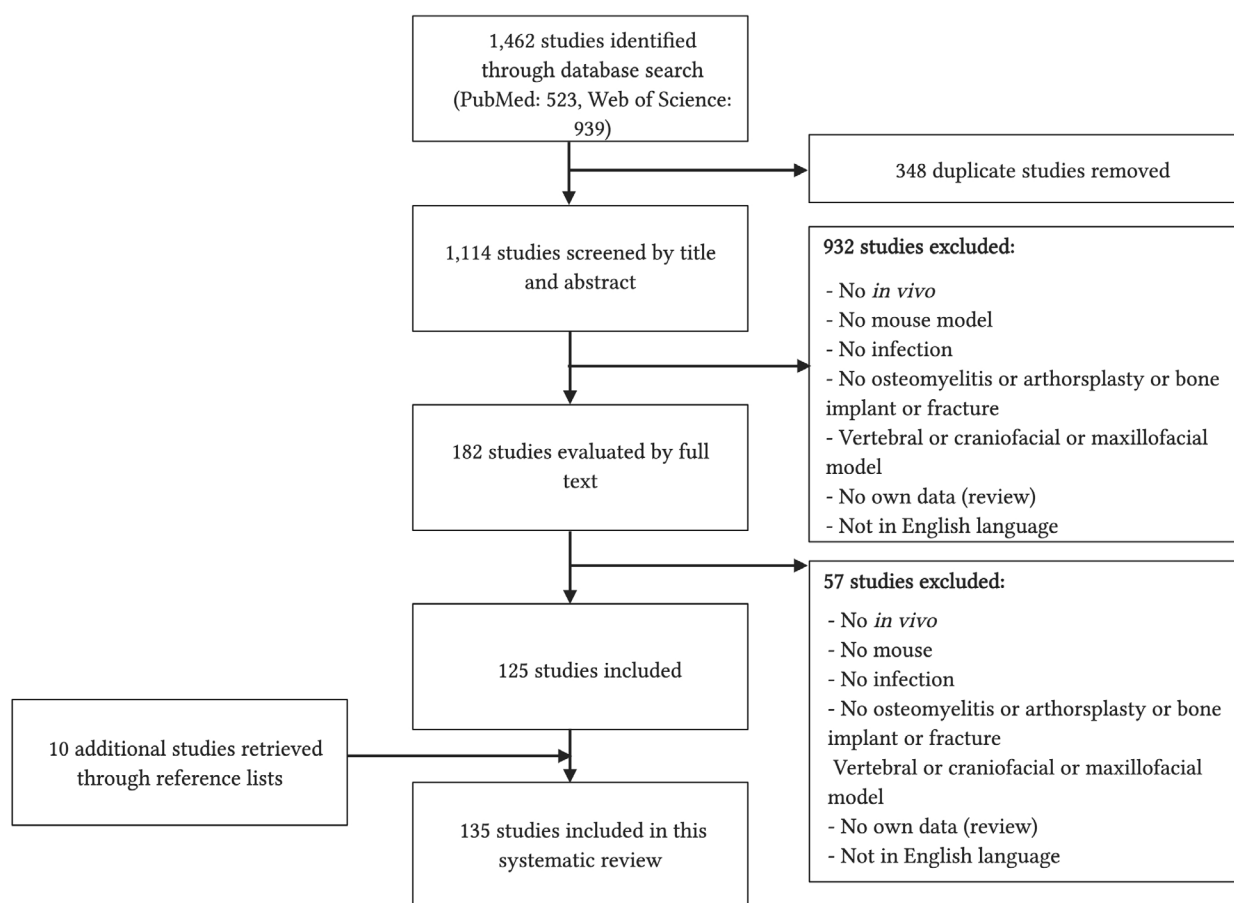 1,462 studies identified
through database search
(PubMed: 523, Web of Science:
939)
348 duplicate studies removed
1,114 studies screened by title
and abstract
932 studies excluded:
- No in vivo
- No mouse model
- No infection
- No osteomyelitis or arthorsplasty or bone
implant or fracture
- Vertebral or craniofacial or maxillofacial
model
- No own data (review)
- Not in English language
182 studies evaluated by full
text
57 studies excluded:
- No in vivo
- No mouse
- No infection
- No osteomyelitis or arthorsplasty or bone
implant or fracture
Vertebral or craniofacial or maxillofacial
model
- No own data (review)
- Not in English language
125 studies included
10 additional studies retrieved
through reference lists
135 studies included in this
systematic review